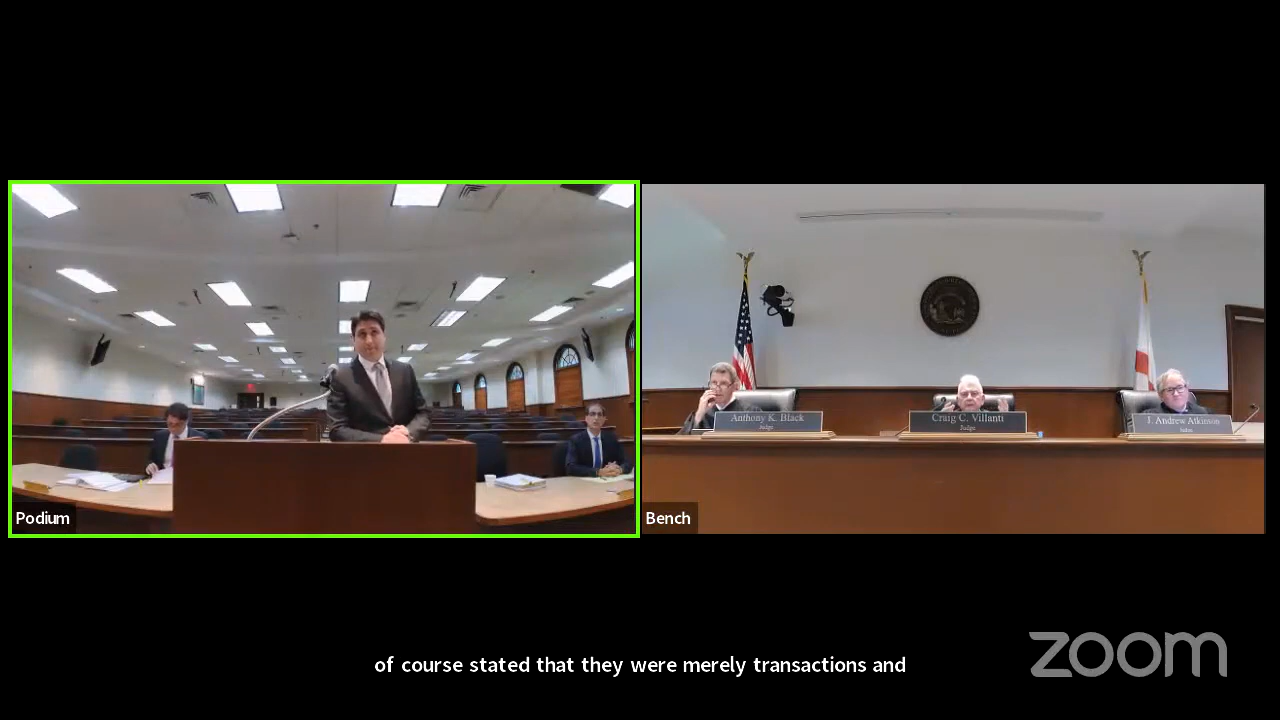 Anthony K. Black
Judge
Craig C. Villanti
Judge
J. Andrew Atkinson
Judge
Podium
Bench
of course stated that they were merely transactions and
zoom